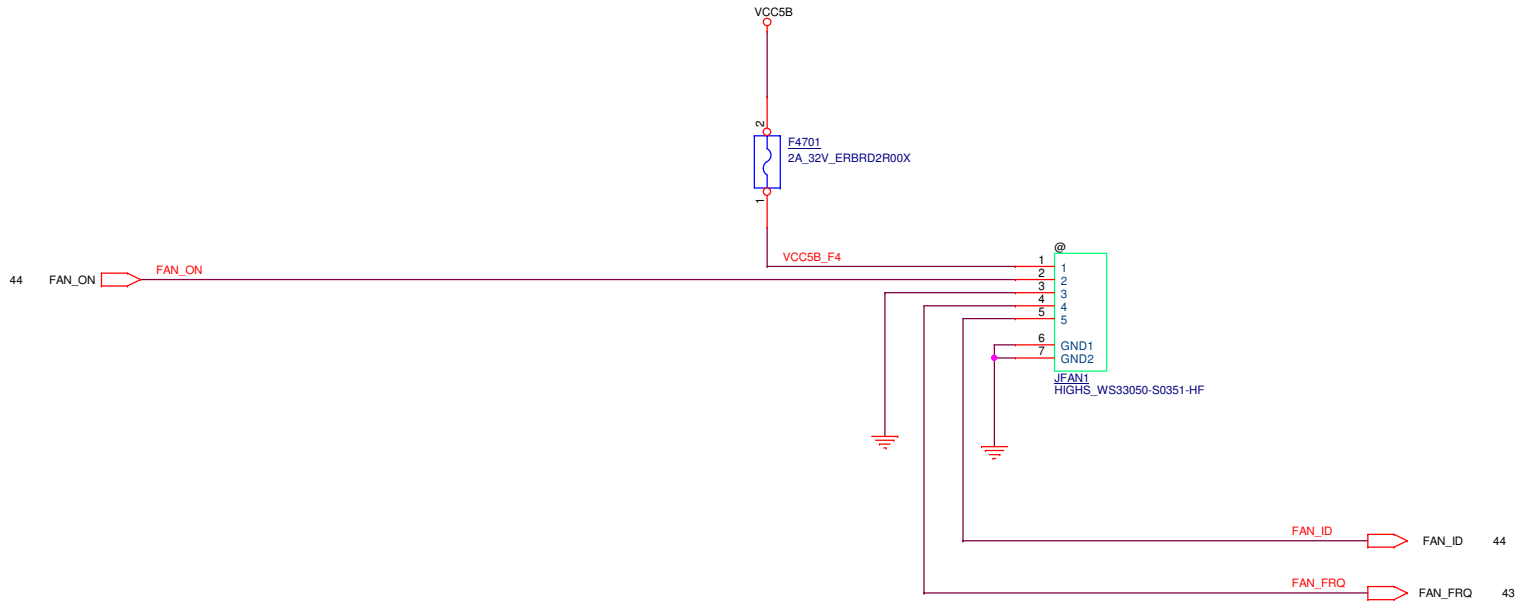 VCC5B
2
F4701
2A_32V_ERBRD2R00X
1
@
VCC5B_F4
44 FAN_ON FAN_ON
1 1
2 2
3 3
4 4
5 5
6 GND1
7 GND2
JFAN1
HIGHS_WS33050-S0351-HF
FAN_ID FAN_ID 44
FAN_FRQ FAN_FRQ 43